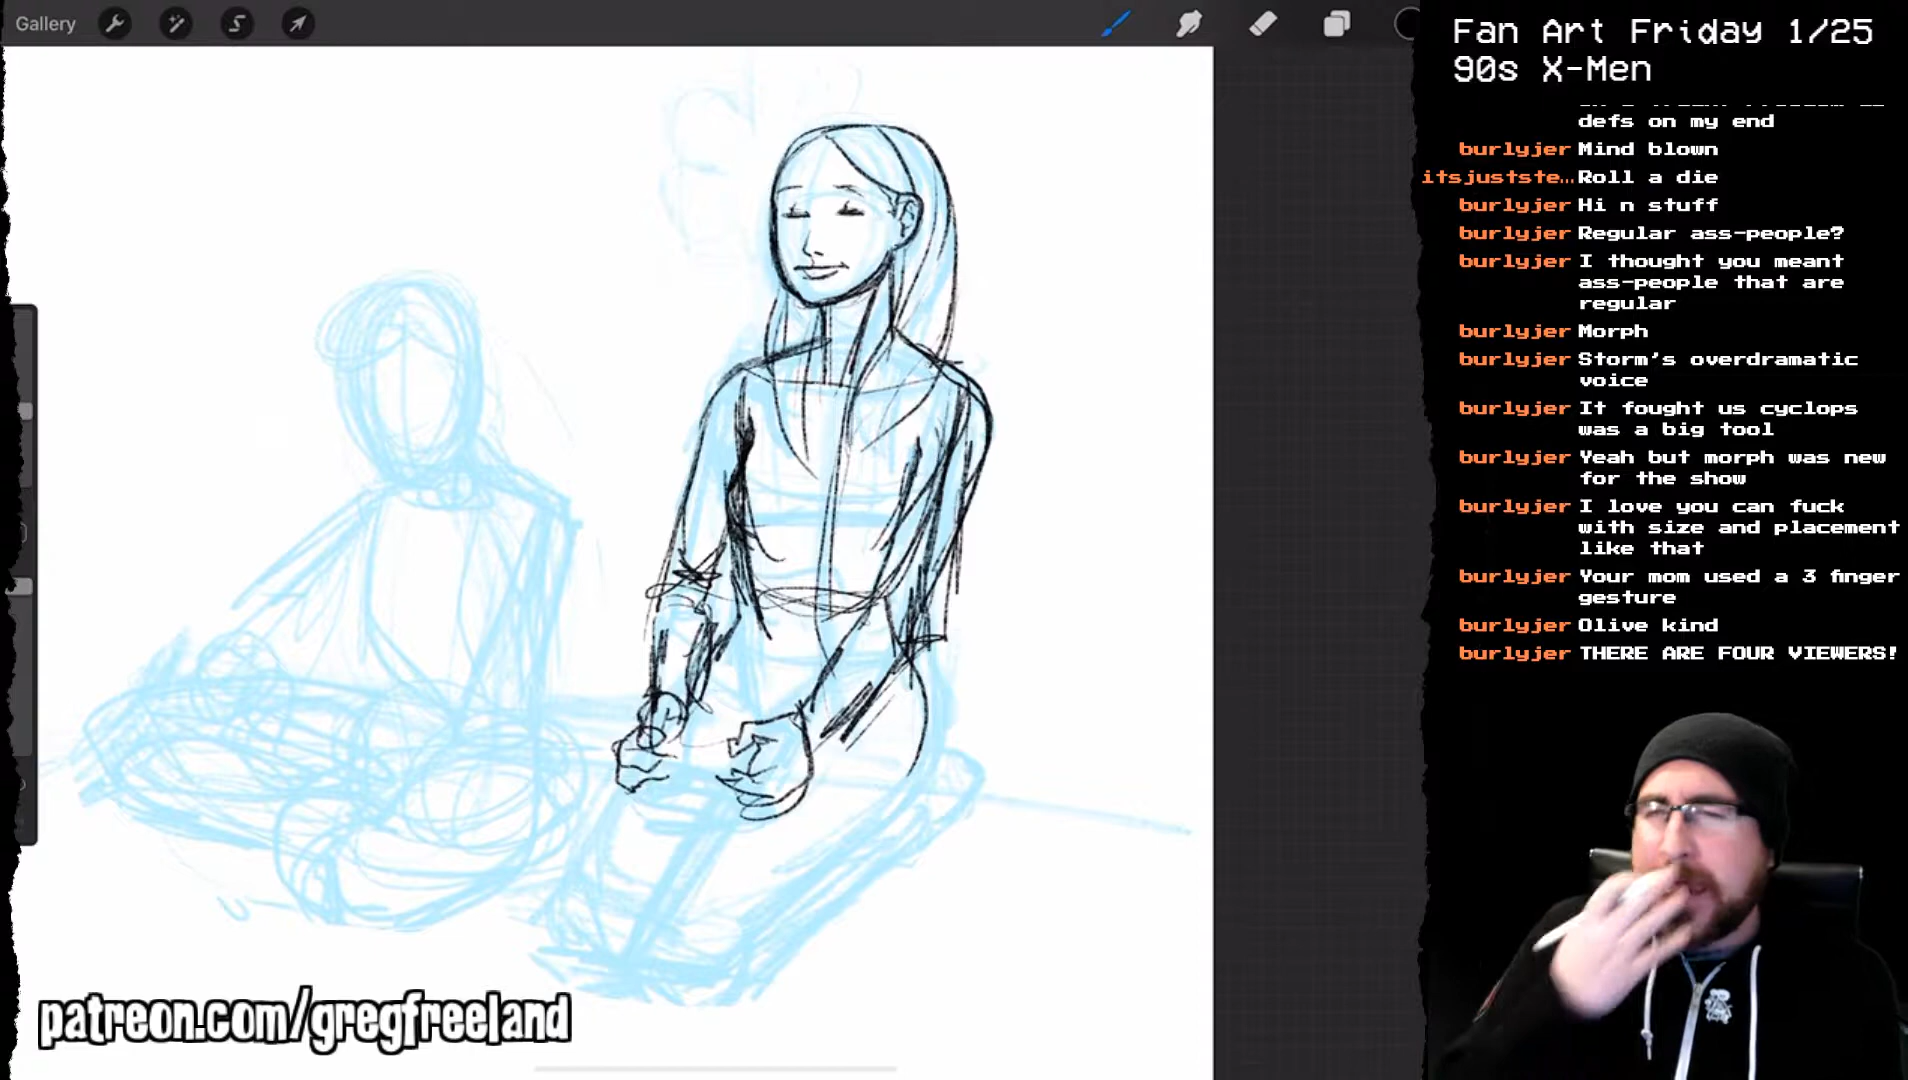 Gallery
Fan Art Friday 1/25
90s X-Men
defs on my end
burlyjer Mind blown
itsjustste… Roll a die
burlyjer Hi n stuff
burlyjer Regular ass-people?
burlyjer I thought you meant
ass-people that are
regular
burlyjer Morph
burlyjer Storm's overdramatic
voice
burlyjer It fought us cyclops
was a big tool
burlyjer Yeah but morph was new
for the show
burlyjer I love you can fuck
with size and placement
like that
burlyjer Your mom used a 3 finger
gesture
burlyjer Olive kind
burlyjer THERE ARE FOUR VIEWERS!
patreon.com/gregfreeland